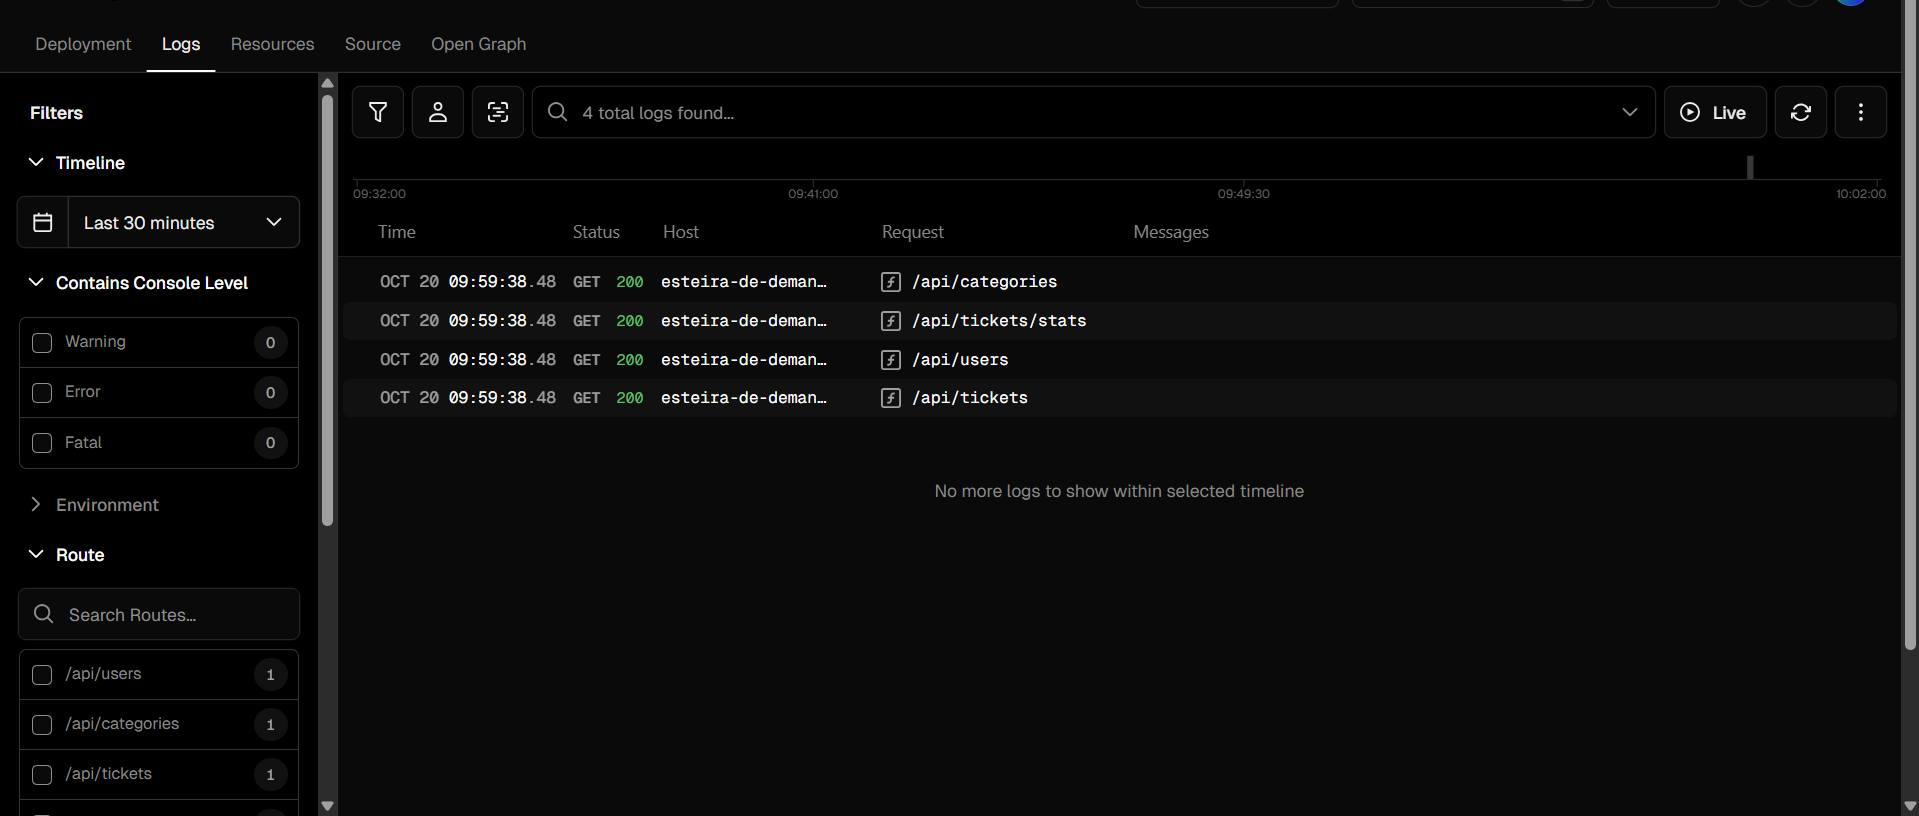 Deployment Logs Resources Source Open Graph
Filters
Timeline
Last 30 minutes
Contains Console Level
Warning 0
Error 0
Fatal 0
Environment
Route
Search Routes...
/api/users 1
/api/categories 1
/api/tickets 1
4 total logs found...
Live
09:32:00 09:41:00 09:49:30 10:02:00
Time Status Host Request Messages
OCT 20 09:59:38.48 GET 200 esteira-de-deman… /api/categories
OCT 20 09:59:38.48 GET 200 esteira-de-deman… /api/tickets/stats
OCT 20 09:59:38.48 GET 200 esteira-de-deman… /api/users
OCT 20 09:59:38.48 GET 200 esteira-de-deman… /api/tickets
No more logs to show within selected timeline